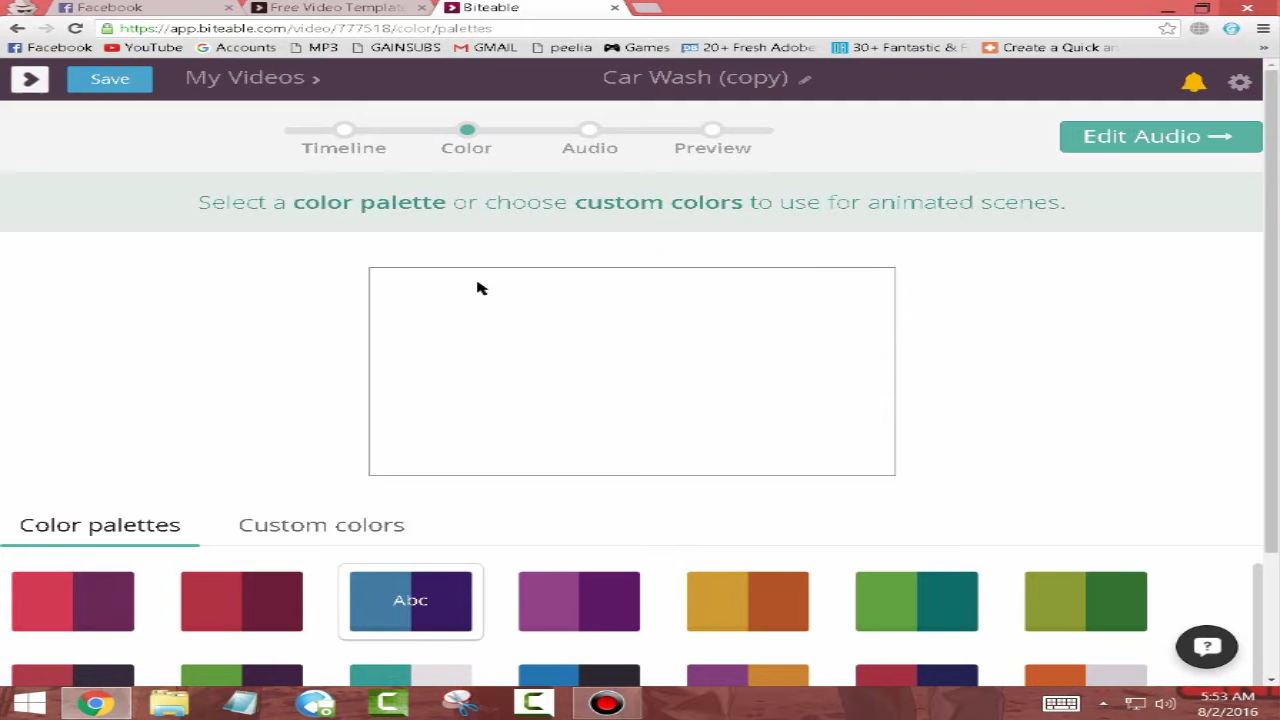 Facebook
Free Video Templat
Biteable
https://app.biteable.com/video/777518/color/palettes
Facebook YouTube Accounts MP3 GAINSUBS GMAIL peelia Games 20+ Fresh Adobe 30+ Fantastic & F Create a Quick an
Save
My Videos
Car Wash (copy)
Timeline
Color
Audio
Preview
Edit Audio
Select a color palette or choose custom colors to use for animated scenes.
Color palettes
Custom colors
Abc
5:53 AM
8/2/2016